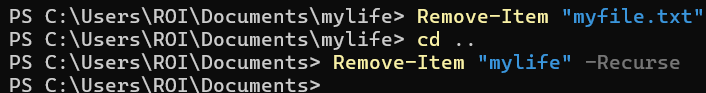 PS C:\Users\ROI\Documents\mylife> Remove-Item "myfile.txt"
PS C:\Users\ROI\Documents\mylife> cd ..
PS C:\Users\ROI\Documents> Remove-Item "mylife" -Recurse
PS C:\Users\ROI\Documents>